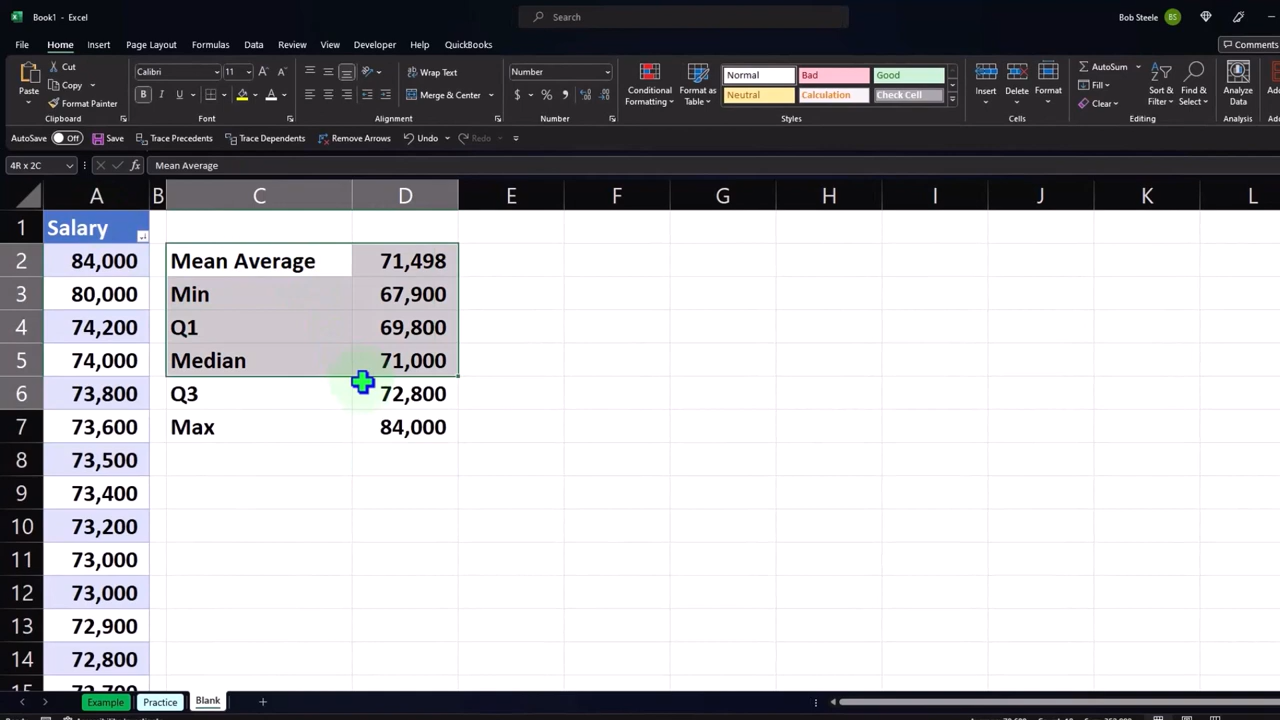 Book1 - Excel
Search
Bob Steele BS
File Home Insert Page Layout Formulas Data Review View Developer Help QuickBooks Comments
Paste
Cut
Copy
Format Painter
Clipboard
Calibri 11
B I U
Font
Wrap Text
Merge & Center
Alignment
Number
$ % ,
Number
Conditional Formatting
Format as Table
Normal Bad Good
Neutral Calculation Check Cell
Styles
Insert Delete Format
Cells
AutoSum
Fill
Clear
Sort & Filter
Find & Select
Editing
Analyze Data
Analysis
AutoSave Off Save Trace Precedents Trace Dependents Remove Arrows Undo Redo
4R x 2C fx Mean Average
A B C D E F G H I J K L
1 Salary
2 84,000 Mean Average 71,498
3 80,000 Min 67,900
4 74,200 Q1 69,800
5 74,000 Median 71,000
6 73,800 Q3 72,800
7 73,600 Max 84,000
8 73,500
9 73,400
10 73,200
11 73,000
12 73,000
13 72,900
14 72,800
Example Practice Blank